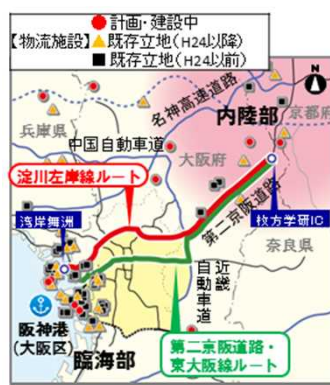 ●計画・建設中
【物流施設】▲既存立地(H24以降)
■既存立地(H24以前)
名神高速道路
内陸部
京都府
兵庫県
中国自動車道
大阪府
淀川左岸線ルート
第二京阪道路
湾岸舞洲
枚方学研IC
奈良県
近畿
自動車道
阪神港
(大阪区)
臨海部
第二京阪道路・
東大阪線ルート